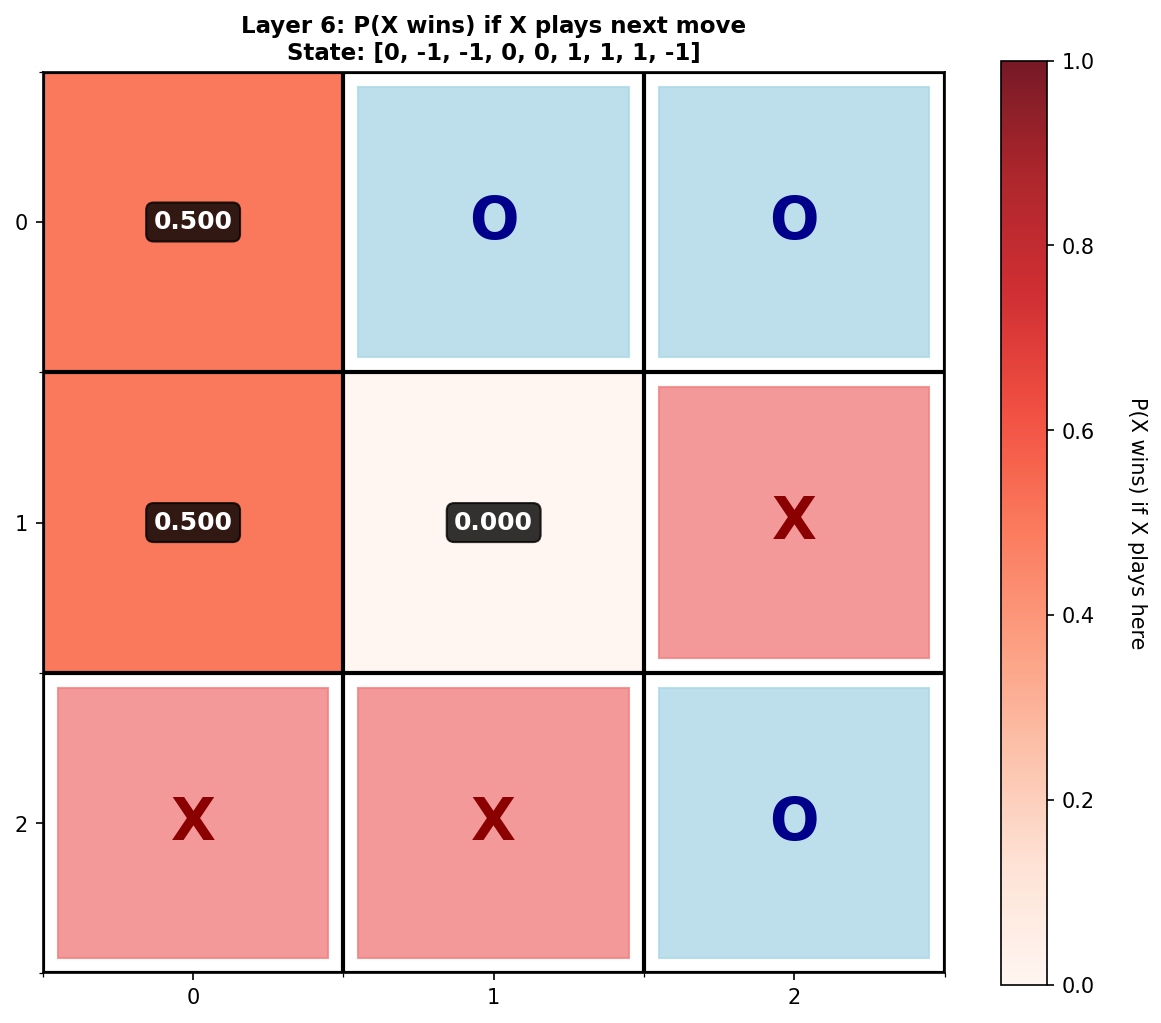 Layer 6: P(X wins) if X plays next move
State: [0, -1, -1, 0, 0, 1, 1, 1, -1]
0.500
O
O
0.500
0.000
X
X
X
O
0
1
2
0
1
2
1.0
0.8
0.6
0.4
0.2
0.0
P(X wins) if X plays here